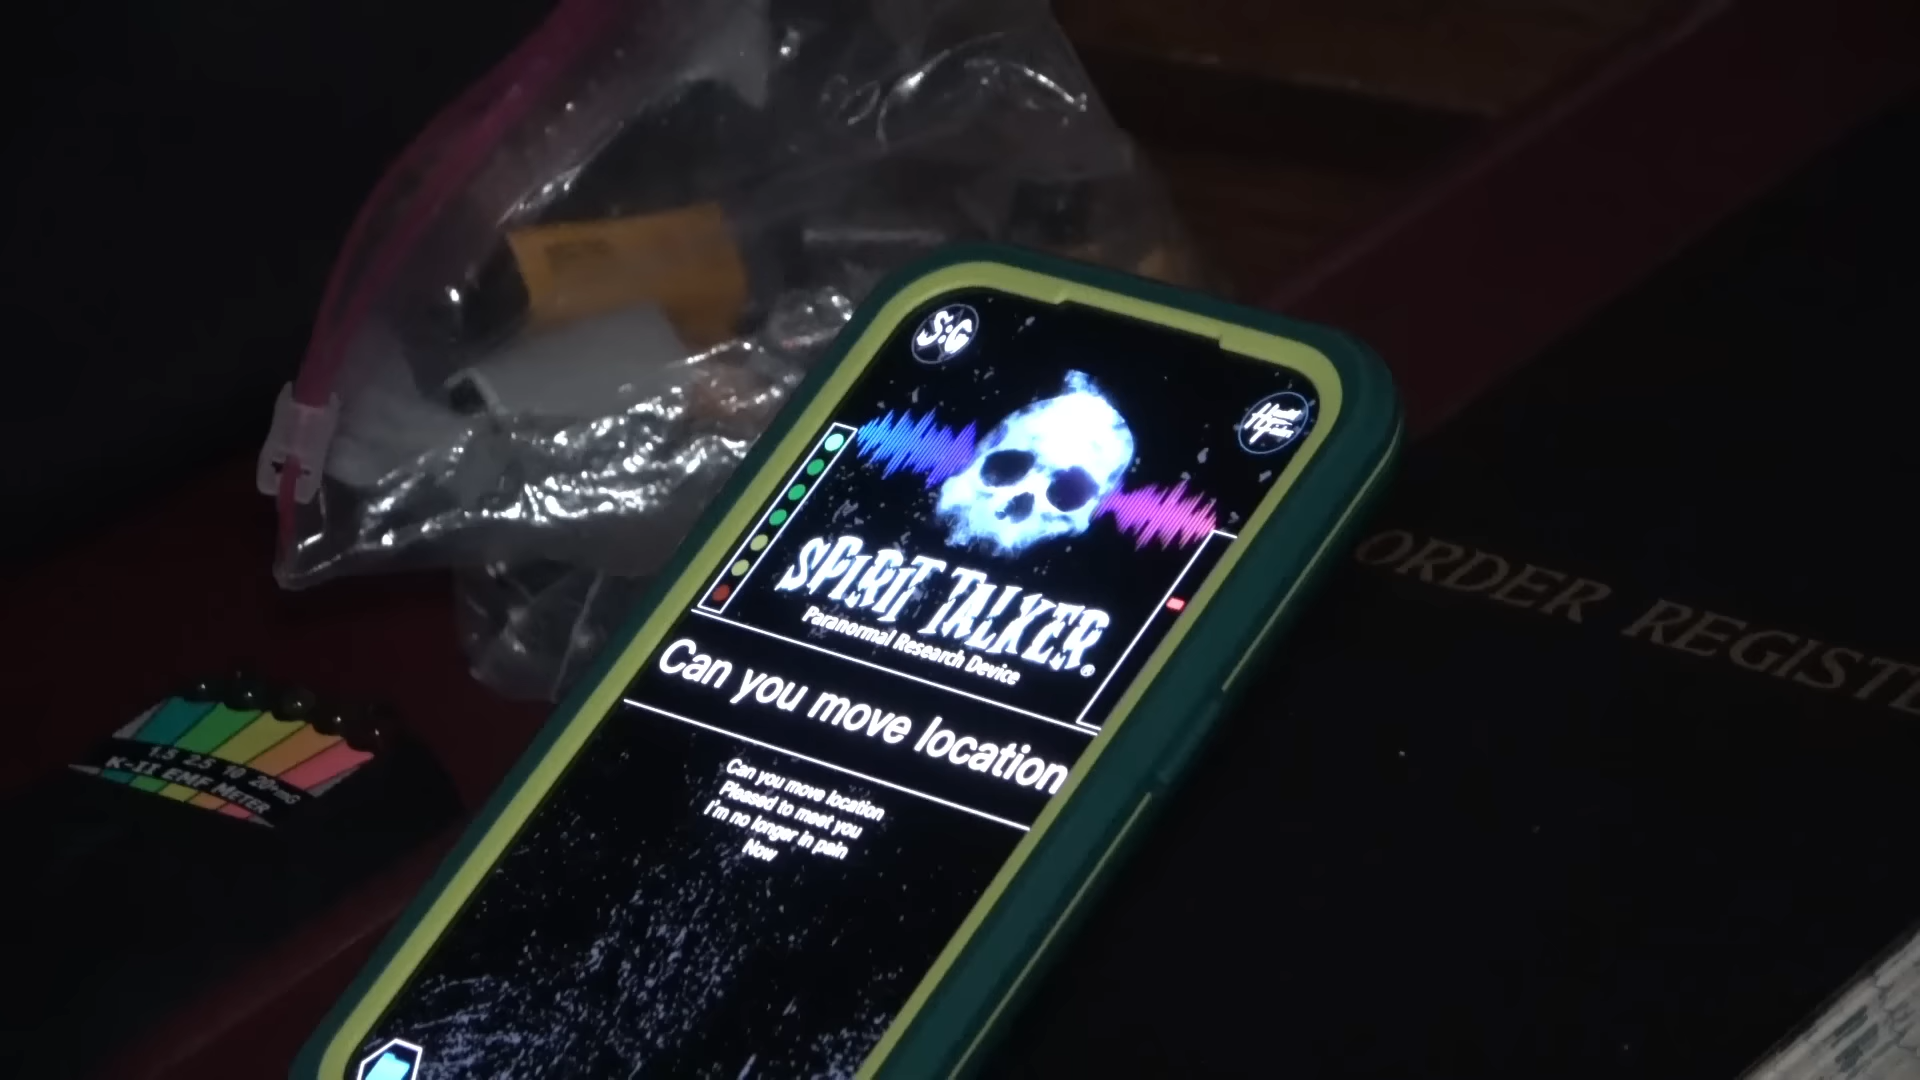 S:G
SPIRIT TALKER®
Paranormal Research Device
Can you move location
Can you move location
Pleased to meet you
I'm no longer in pain
Now
1.5 2.5 10 20+mG
K-II EMF METER
ORDER REGISTE